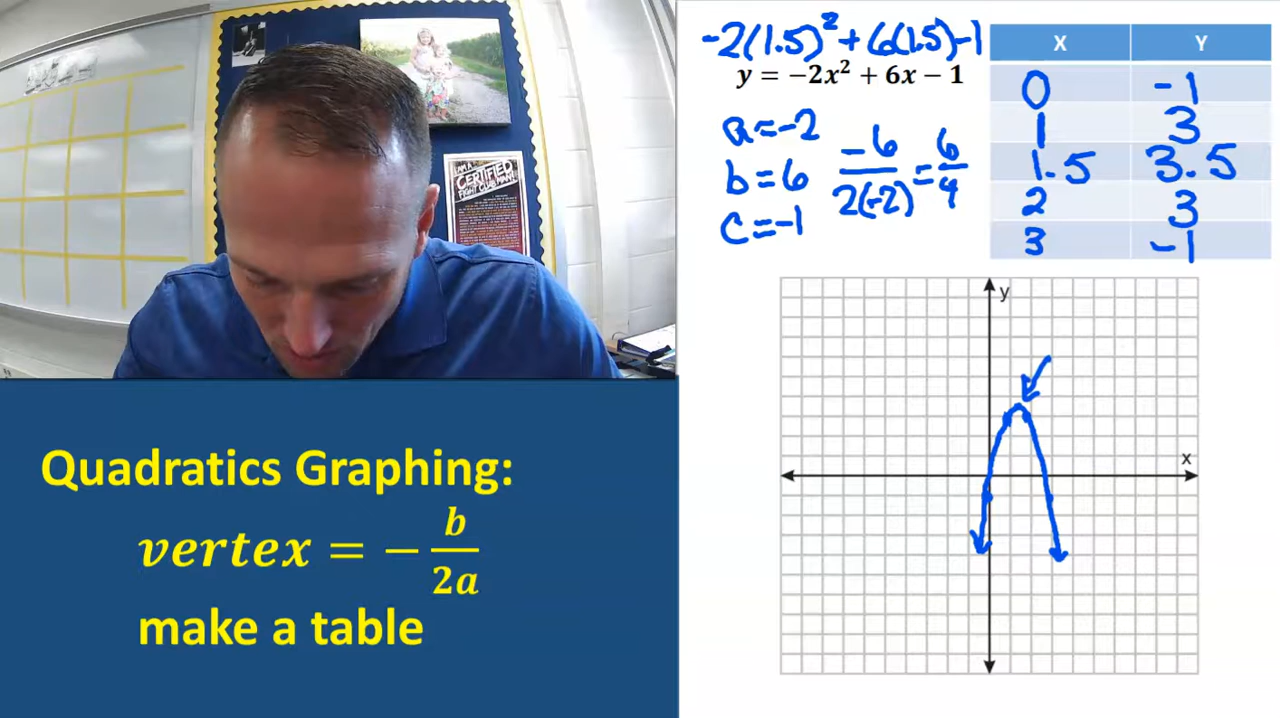 -2(1.5)² + 6(1.5) - 1
y = −2x² + 6x − 1
a = -2
b = 6
c = -1
-6/2(-2) = 6/4
X Y
0 -1
1 3
1.5 3.5
2 3
3 -1
y
x
CERTIFIED
Quadratics Graphing:
vertex = − b/2a
make a table